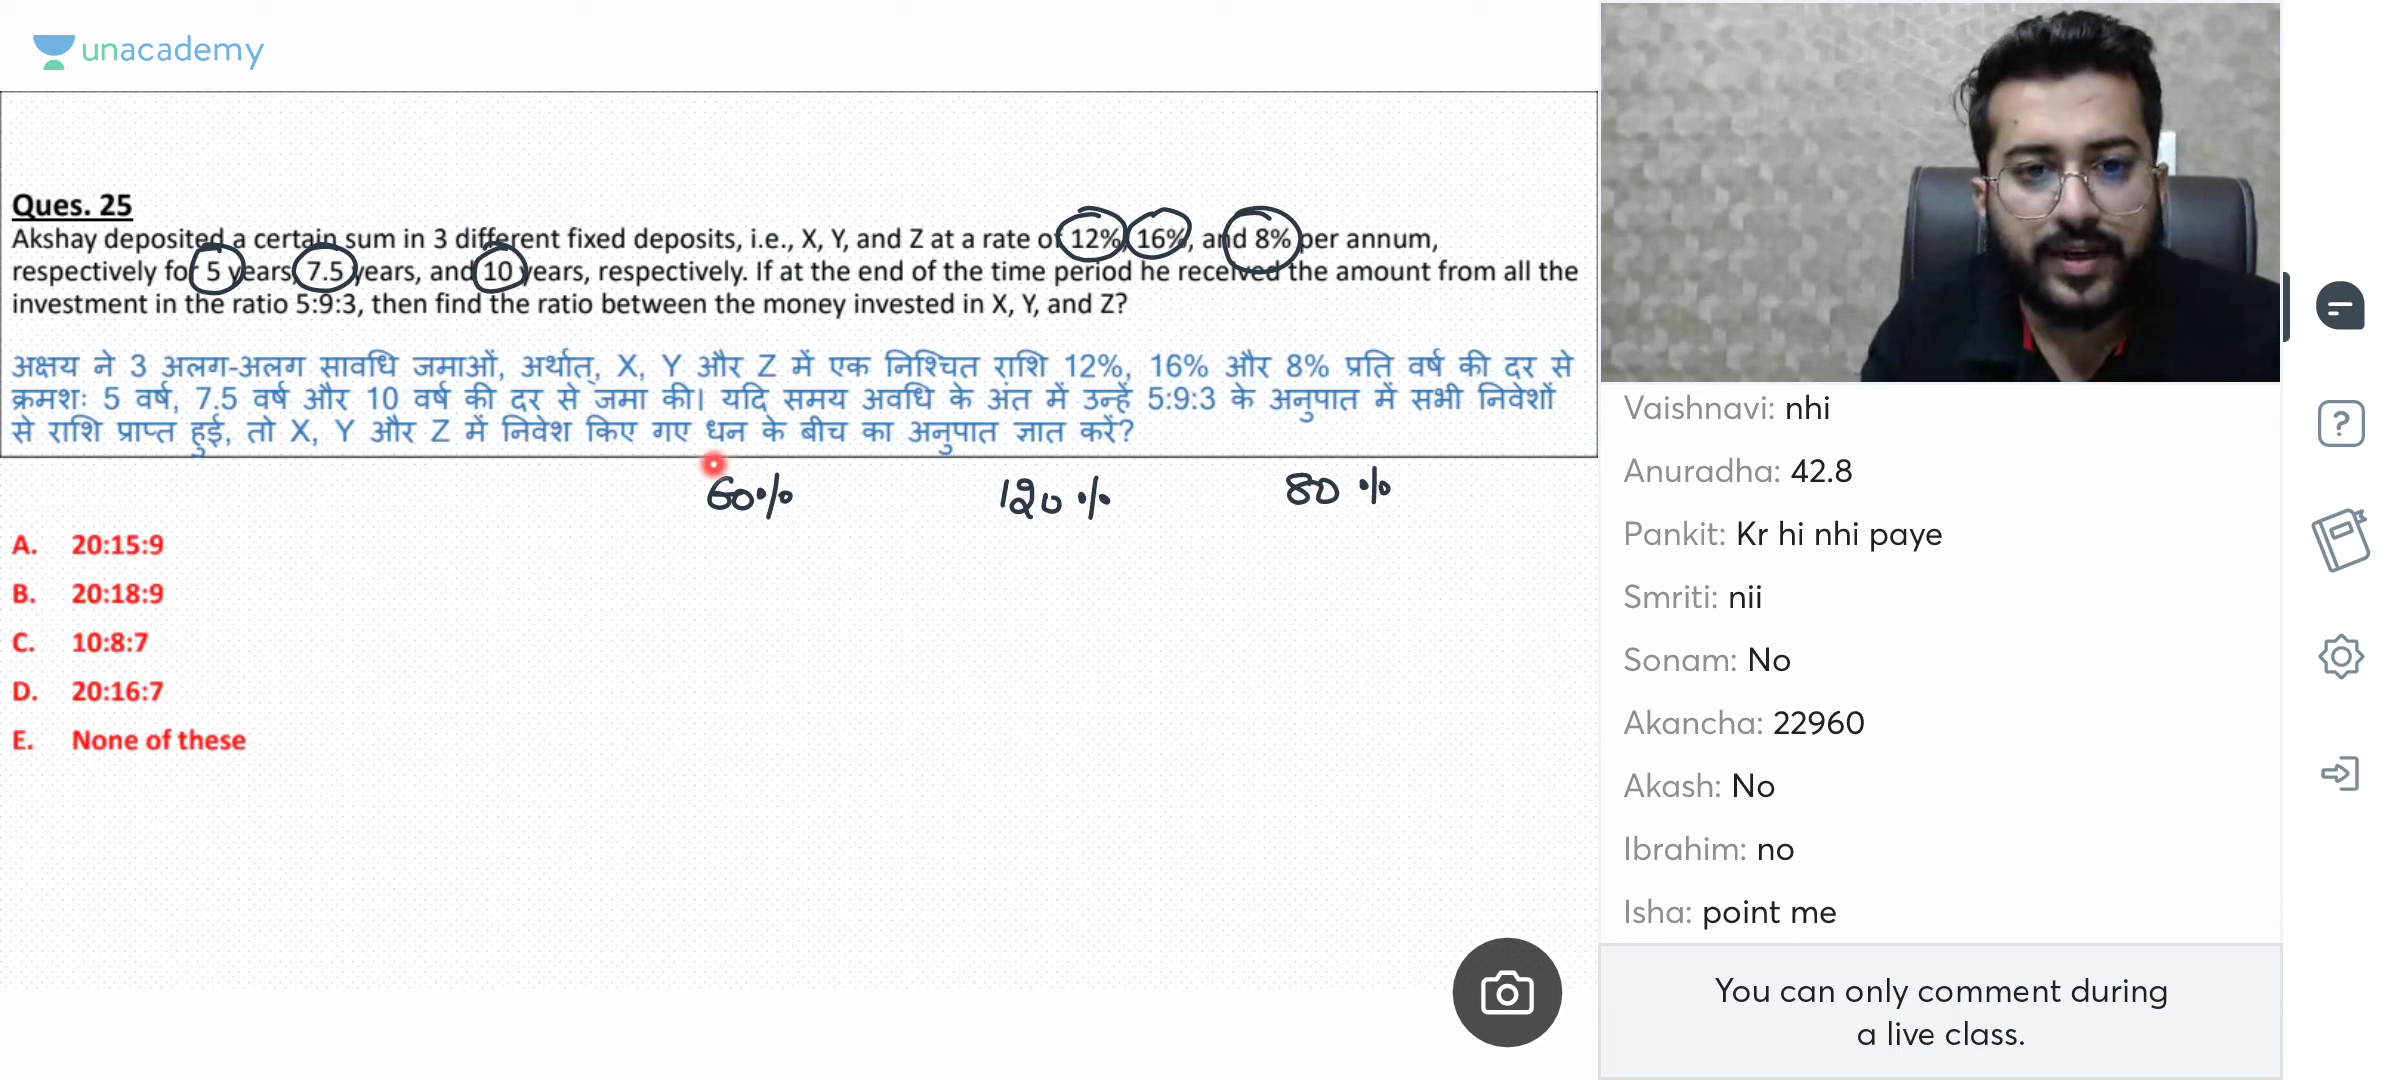 unacademy
Ques. 25
Akshay deposited a certain sum in 3 different fixed deposits, i.e., X, Y, and Z at a rate of 12%, 16%, and 8% per annum,
respectively for 5 years, 7.5 years, and 10 years, respectively. If at the end of the time period he received the amount from all the
investment in the ratio 5:9:3, then find the ratio between the money invested in X, Y, and Z?
अक्षय ने 3 अलग-अलग सावधि जमाओं, अर्थात्, X, Y और Z में एक निश्चित राशि 12%, 16% और 8% प्रति वर्ष की दर से
क्रमशः 5 वर्ष, 7.5 वर्ष और 10 वर्ष की दर से जमा की। यदि समय अवधि के अंत में उन्हें 5:9:3 के अनुपात में सभी निवेशों
से राशि प्राप्त हुई, तो X, Y और Z में निवेश किए गए धन के बीच का अनुपात ज्ञात करें?
60% 120% 80%
A. 20:15:9
B. 20:18:9
C. 10:8:7
D. 20:16:7
E. None of these
Vaishnavi: nhi
Anuradha: 42.8
Pankit: Kr hi nhi paye
Smriti: nii
Sonam: No
Akancha: 22960
Akash: No
Ibrahim: no
Isha: point me
You can only comment during
a live class.